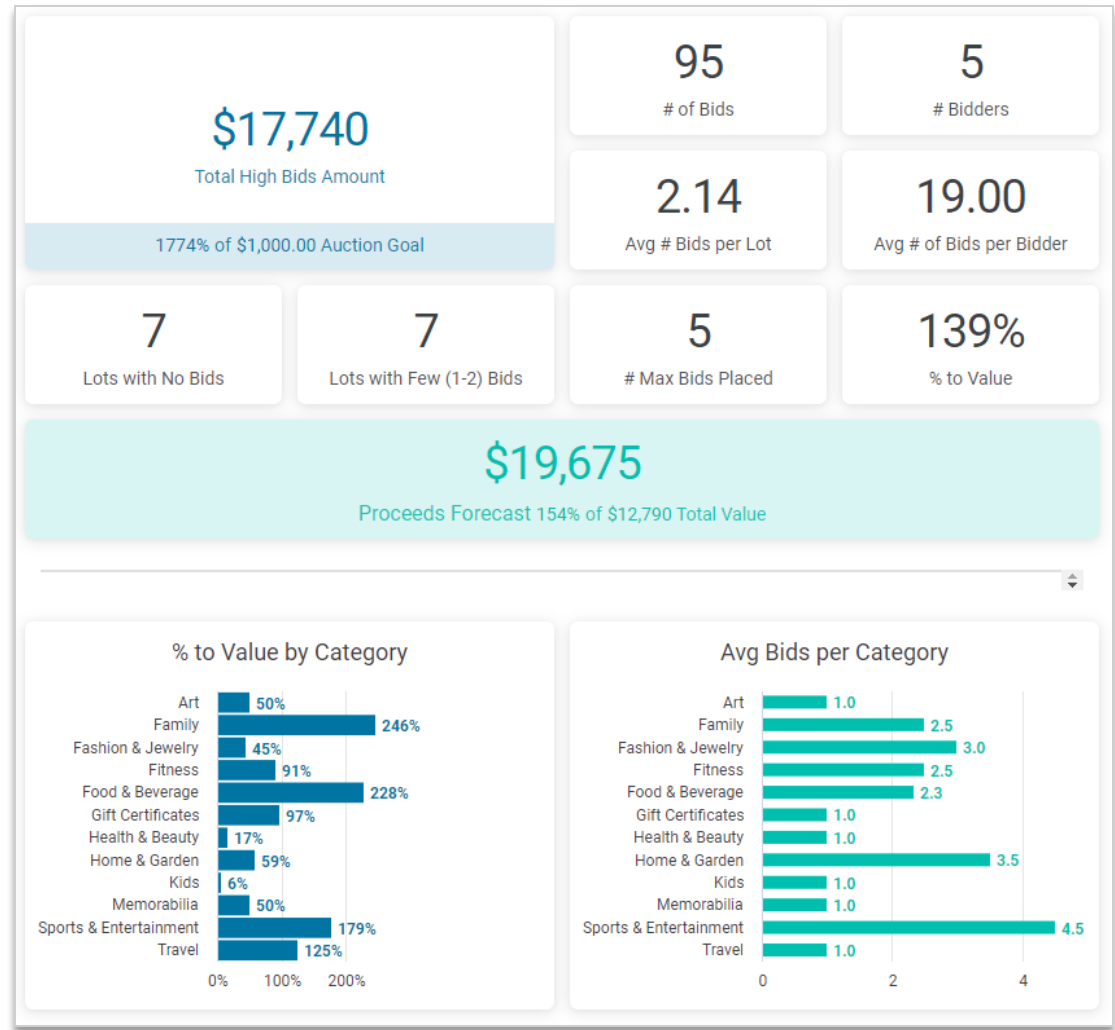 $17,740
Total High Bids Amount
1774% of $1,000.00 Auction Goal
95
# of Bids
5
# Bidders
2.14
Avg # Bids per Lot
19.00
Avg # of Bids per Bidder
7
Lots with No Bids
7
Lots with Few (1-2) Bids
5
# Max Bids Placed
139%
% to Value
$19,675
Proceeds Forecast 154% of $12,790 Total Value
% to Value by Category
Art 50%
Family 246%
Fashion & Jewelry 45%
Fitness 91%
Food & Beverage 228%
Gift Certificates 97%
Health & Beauty 17%
Home & Garden 59%
Kids 6%
Memorabilia 50%
Sports & Entertainment 179%
Travel 125%
0% 100% 200%
Avg Bids per Category
Art 1.0
Family 2.5
Fashion & Jewelry 3.0
Fitness 2.5
Food & Beverage 2.3
Gift Certificates 1.0
Health & Beauty 1.0
Home & Garden 3.5
Kids 1.0
Memorabilia 1.0
Sports & Entertainment 4.5
Travel 1.0
0 2 4